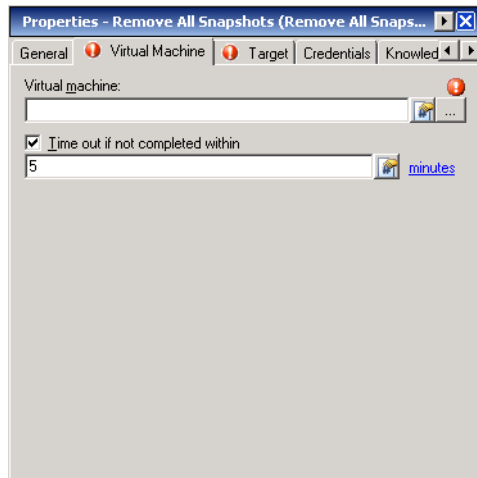 Properties - Remove All Snapshots (Remove All Snaps...
General Virtual Machine Target Credentials Knowled
Virtual machine:
...
Time out if not completed within
5 minutes